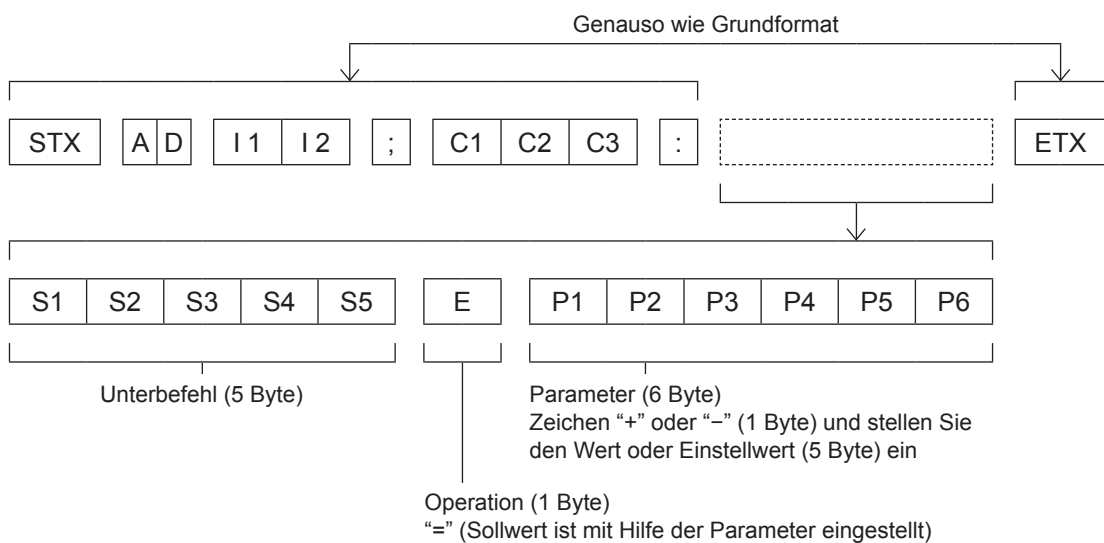 Genauso wie Grundformat
STX A D I 1 I 2 ; C1 C2 C3 : ETX
S1 S2 S3 S4 S5 E P1 P2 P3 P4 P5 P6
Unterbefehl (5 Byte)
Parameter (6 Byte)
Zeichen “+” oder “−” (1 Byte) und stellen Sie
den Wert oder Einstellwert (5 Byte) ein
Operation (1 Byte)
“=” (Sollwert ist mit Hilfe der Parameter eingestellt)